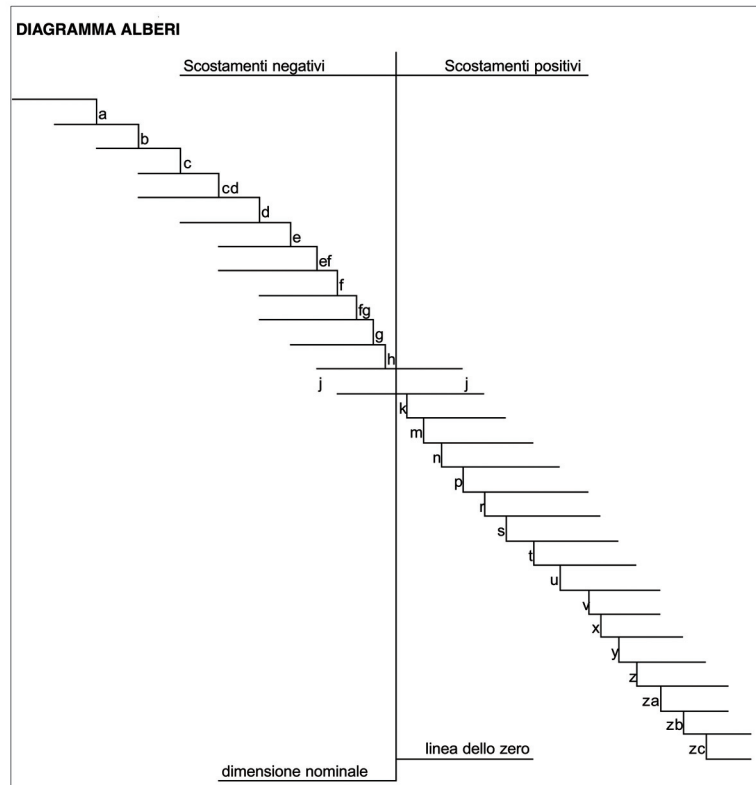 DIAGRAMMA ALBERI
Scostamenti negativi
Scostamenti positivi
a
b
c
cd
d
e
ef
f
fg
g
h
j j
k
m
n
p
r
s
t
u
v
x
y
z
za
zb
zc
linea dello zero
dimensione nominale